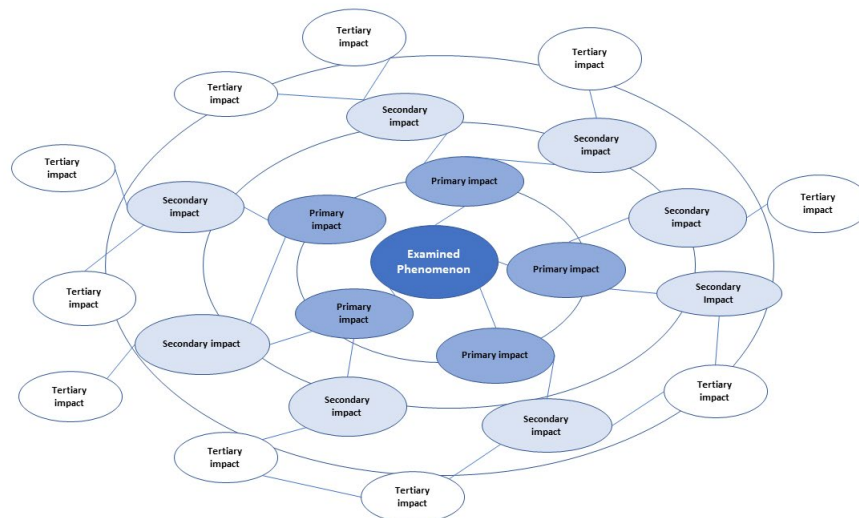 Tertiary
impact
Tertiary
impact
Tertiary
impact
Secondary
impact
Secondary
impact
Tertiary
impact
Primary impact
Secondary
impact
Primary
impact
Secondary
impact
Tertiary
impact
Examined
Phenomenon
Primary impact
Secondary
Impact
Tertiary
impact
Primary
impact
Secondary impact
Primary impact
Tertiary
impact
Tertiary
impact
Secondary
impact
Secondary
impact
Tertiary
impact
Tertiary
impact